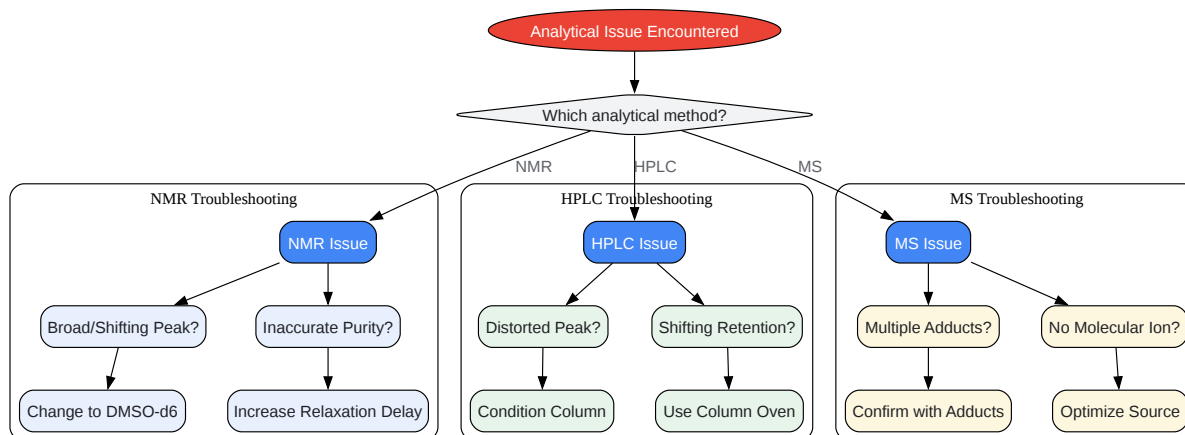 Analytical Issue Encountered
Which analytical method?
NMR
HPLC
MS
NMR Troubleshooting
HPLC Troubleshooting
MS Troubleshooting
NMR Issue
HPLC Issue
MS Issue
Broad/Shifting Peak?
Inaccurate Purity?
Distorted Peak?
Shifting Retention?
Multiple Adducts?
No Molecular Ion?
Change to DMSO-d6
Increase Relaxation Delay
Condition Column
Use Column Oven
Confirm with Adducts
Optimize Source